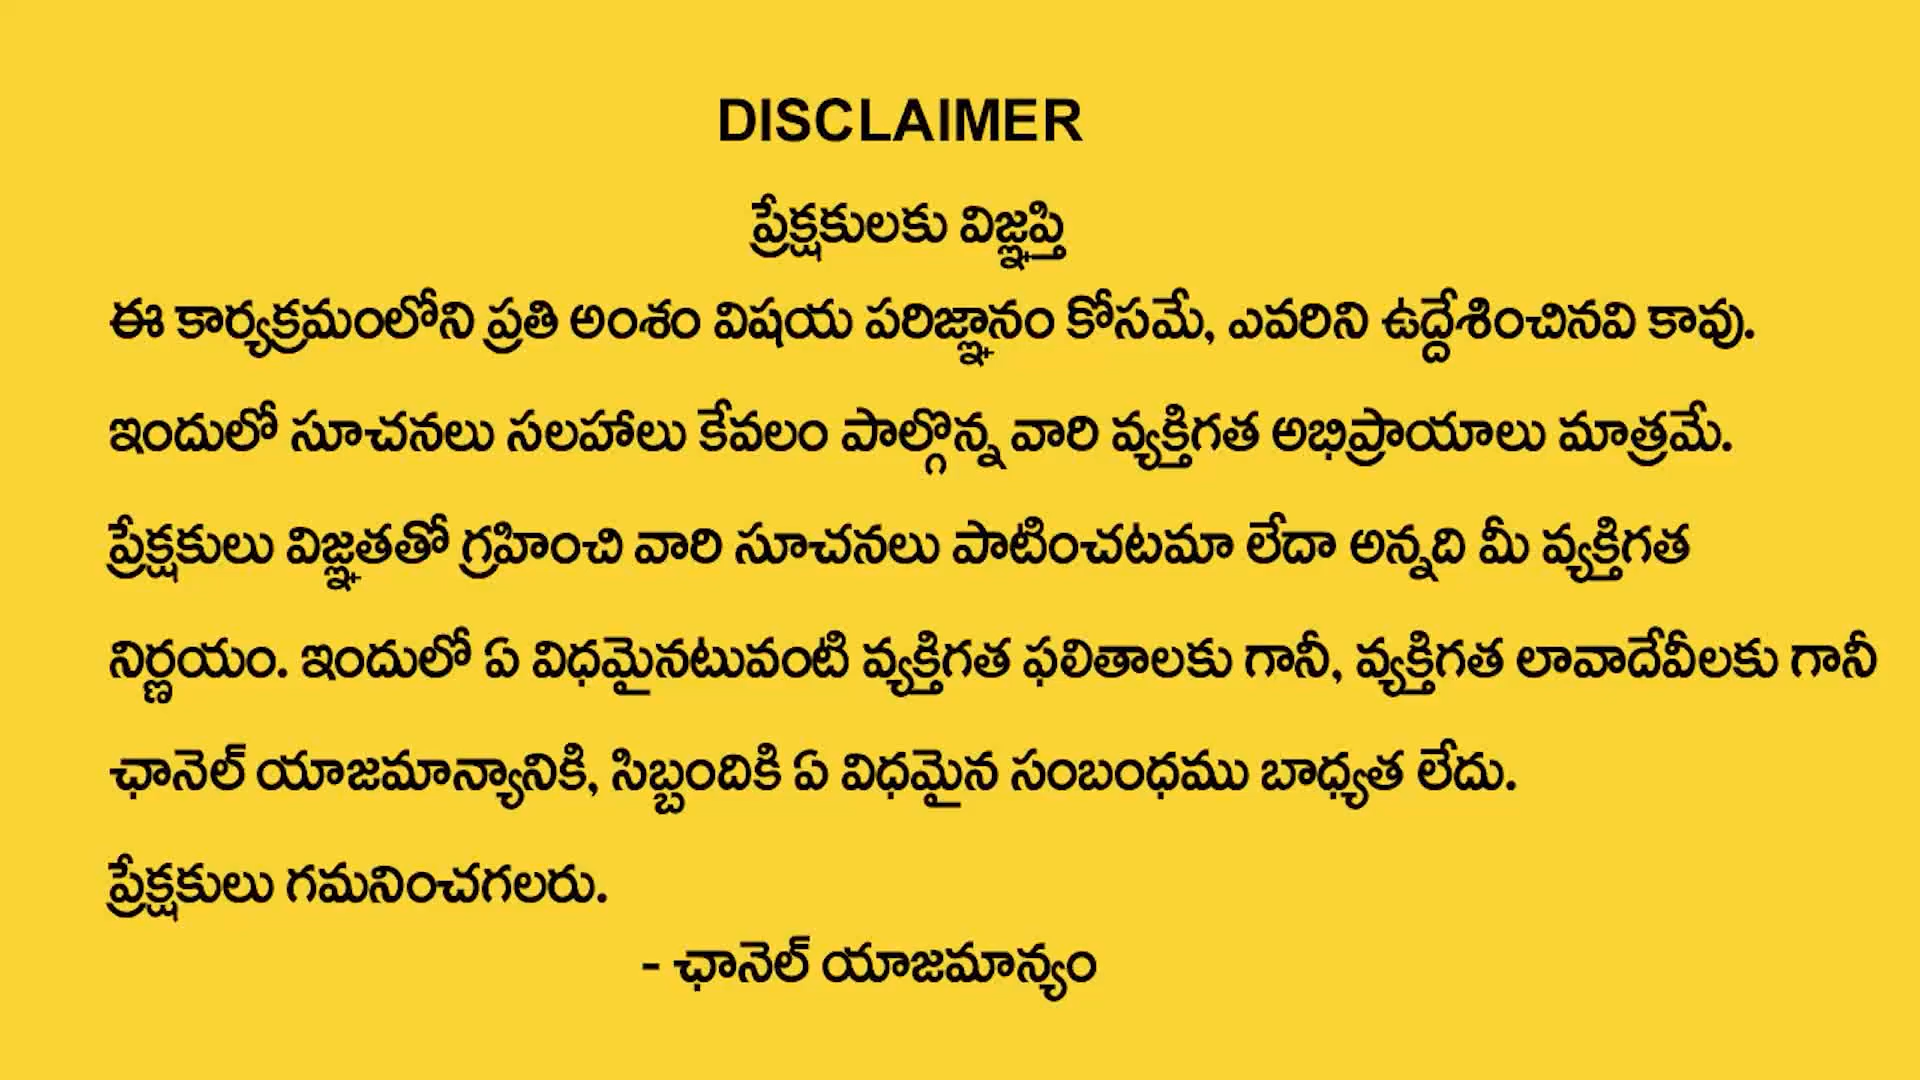 DISCLAIMER
ప్రేక్షకులకు విజ్ఞప్తి
ఈ కార్యక్రమంలోని ప్రతి అంశం విషయ పరిజ్ఞానం కోసమే, ఎవరిని ఉద్దేశించినవి కావు.
ఇందులో సూచనలు సలహాలు కేవలం పాల్గొన్న వారి వ్యక్తిగత అభిప్రాయాలు మాత్రమే.
ప్రేక్షకులు విజ్ఞతతో గ్రహించి వారి సూచనలు పాటించటమా లేదా అన్నది మీ వ్యక్తిగత
నిర్ణయం. ఇందులో ఏ విధమైనటువంటి వ్యక్తిగత ఫలితాలకు గానీ, వ్యక్తిగత లావాదేవీలకు గానీ
ఛానెల్ యాజమాన్యానికి, సిబ్బందికి ఏ విధమైన సంబంధము బాధ్యత లేదు.
ప్రేక్షకులు గమనించగలరు.
- ఛానెల్ యాజమాన్యం